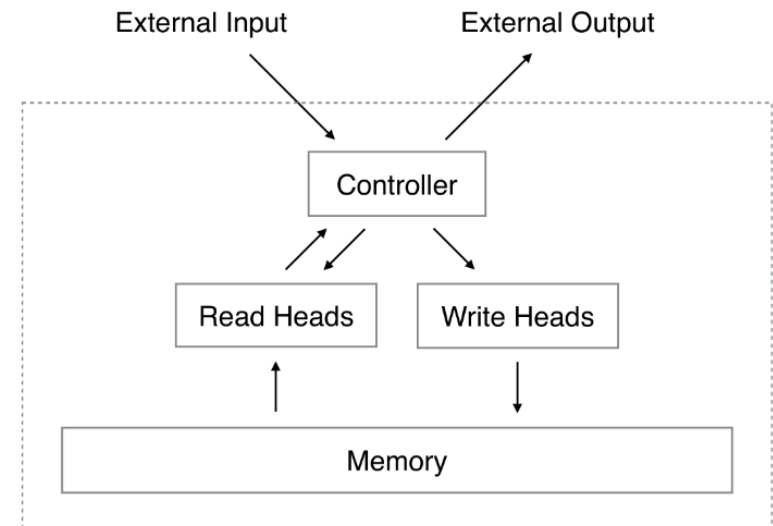 External Input
External Output
Controller
Read Heads
Write Heads
Memory